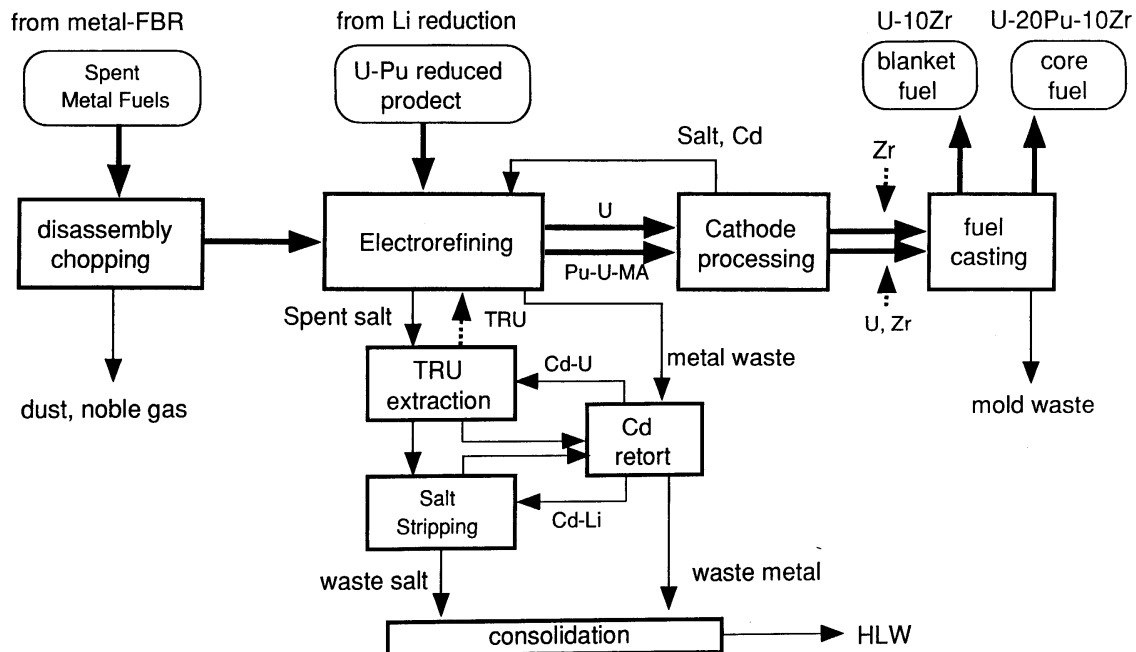 from metal-FBR
from Li reduction
U-10Zr
U-20Pu-10Zr
Spent
Metal Fuels
U-Pu reduced
prodect
blanket
fuel
core
fuel
Salt, Cd
Zr
disassembly
chopping
Electrorefining
U
Pu-U-MA
Cathode
processing
fuel
casting
U, Zr
Spent salt
TRU
metal waste
dust, noble gas
TRU
extraction
Cd-U
Cd
retort
mold waste
Salt
Stripping
Cd-Li
waste salt
waste metal
consolidation
HLW